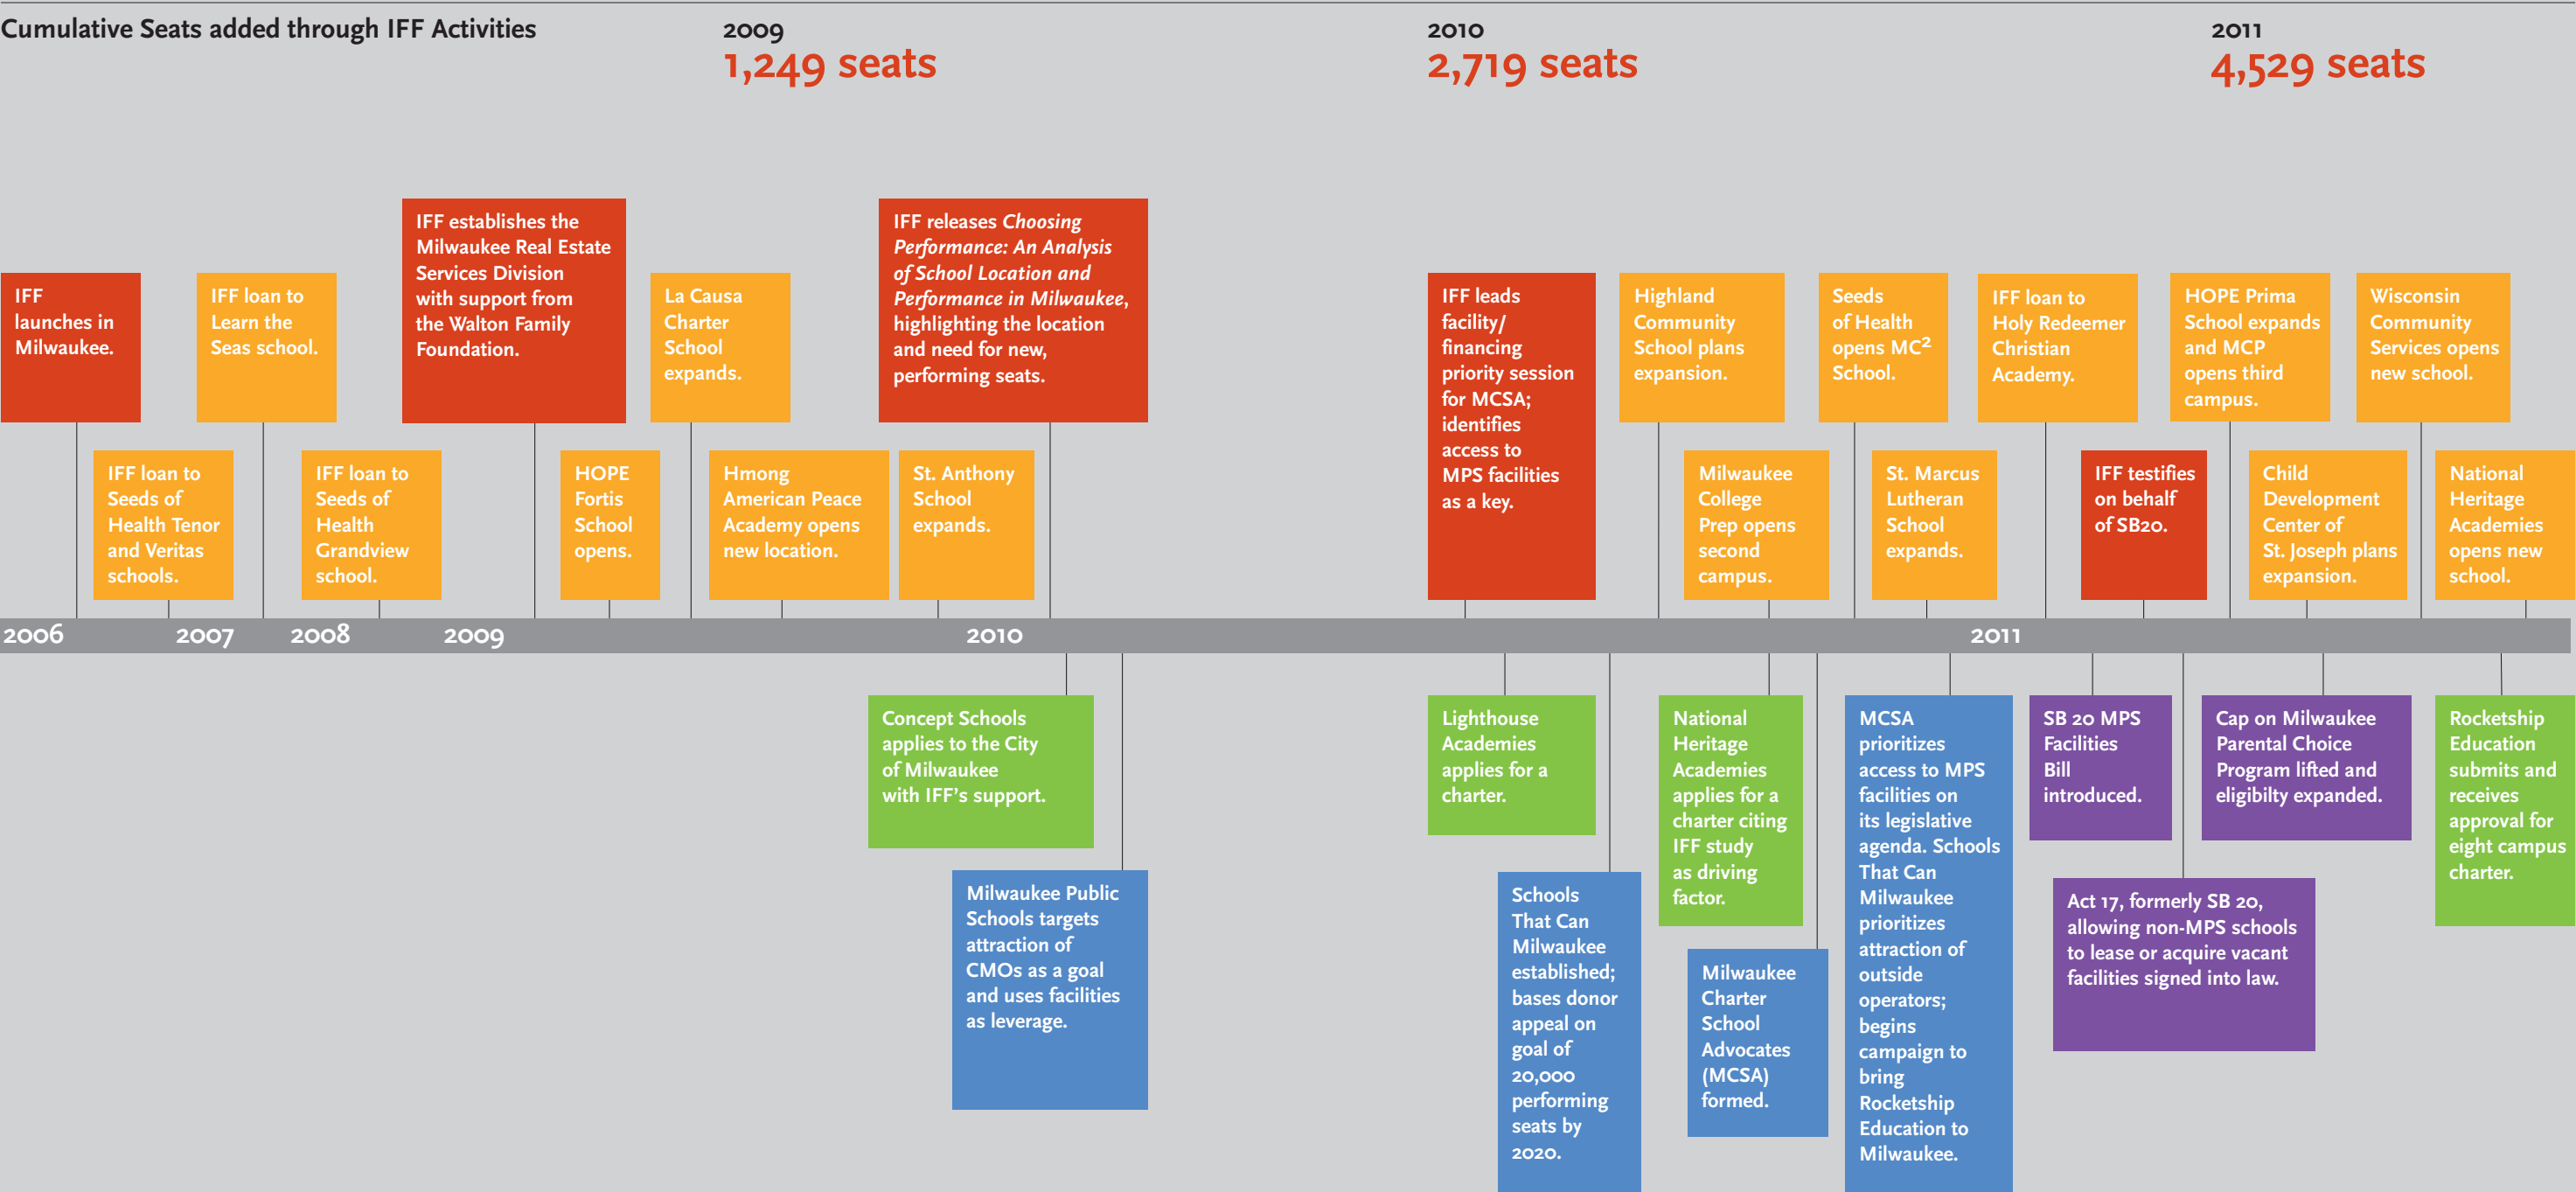 Cumulative Seats added through IFF Activities
2009
1,249 seats
2010
2,719 seats
2011
4,529 seats
IFF
launches in
Milwaukee.
IFF loan to
Learn the
Seas school.
IFF establishes the
Milwaukee Real Estate
Services Division
with support from
the Walton Family
Foundation.
La Causa
Charter
School
expands.
IFF releases Choosing
Performance: An Analysis
of School Location and
Performance in Milwaukee,
highlighting the location
and need for new,
performing seats.
IFF leads
facility/
financing
priority session
for MCSA;
identifies
access to
MPS facilities
as a key.
Highland
Community
School plans
expansion.
Seeds
of Health
opens MC²
School.
IFF loan to
Holy Redeemer
Christian
Academy.
HOPE Prima
School expands
and MCP
opens third
campus.
Wisconsin
Community
Services opens
new school.
IFF loan to
Seeds of
Health Tenor
and Veritas
schools.
IFF loan to
Seeds of
Health
Grandview
school.
HOPE
Fortis
School
opens.
Hmong
American Peace
Academy opens
new location.
St. Anthony
School
expands.
Milwaukee
College
Prep opens
second
campus.
St. Marcus
Lutheran
School
expands.
IFF testifies
on behalf
of SB20.
Child
Development
Center of
St. Joseph plans
expansion.
National
Heritage
Academies
opens new
school.
2006
2007
2008
2009
2010
2011
Concept Schools
applies to the City
of Milwaukee
with IFF's support.
Milwaukee Public
Schools targets
attraction of
CMOs as a goal
and uses facilities
as leverage.
Lighthouse
Academies
applies for a
charter.
Schools
That Can
Milwaukee
established;
bases donor
appeal on
goal of
20,000
performing
seats by
2020.
National
Heritage
Academies
applies for a
charter citing
IFF study
as driving
factor.
Milwaukee
Charter
School
Advocates
(MCSA)
formed.
MCSA
prioritizes
access to MPS
facilities on
its legislative
agenda. Schools
That Can
Milwaukee
prioritizes
attraction of
outside
operators;
begins
campaign to
bring
Rocketship
Education to
Milwaukee.
SB 20 MPS
Facilities
Bill
introduced.
Act 17, formerly SB 20,
allowing non-MPS schools
to lease or acquire vacant
facilities signed into law.
Cap on Milwaukee
Parental Choice
Program lifted and
eligibilty expanded.
Rocketship
Education
submits and
receives
approval for
eight campus
charter.